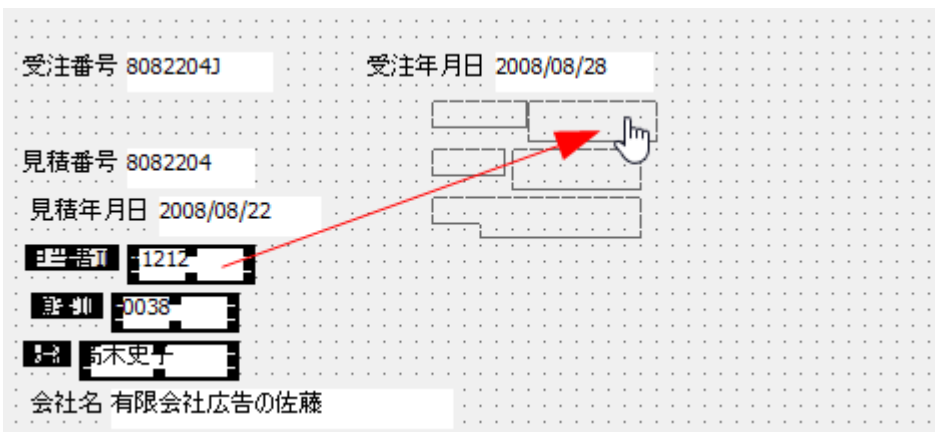 受注番号 8082204J 受注年月日 2008/08/28
見積番号 8082204
見積年月日 2008/08/22
1212
0038
木史子
会社名 有限会社広告の佐藤